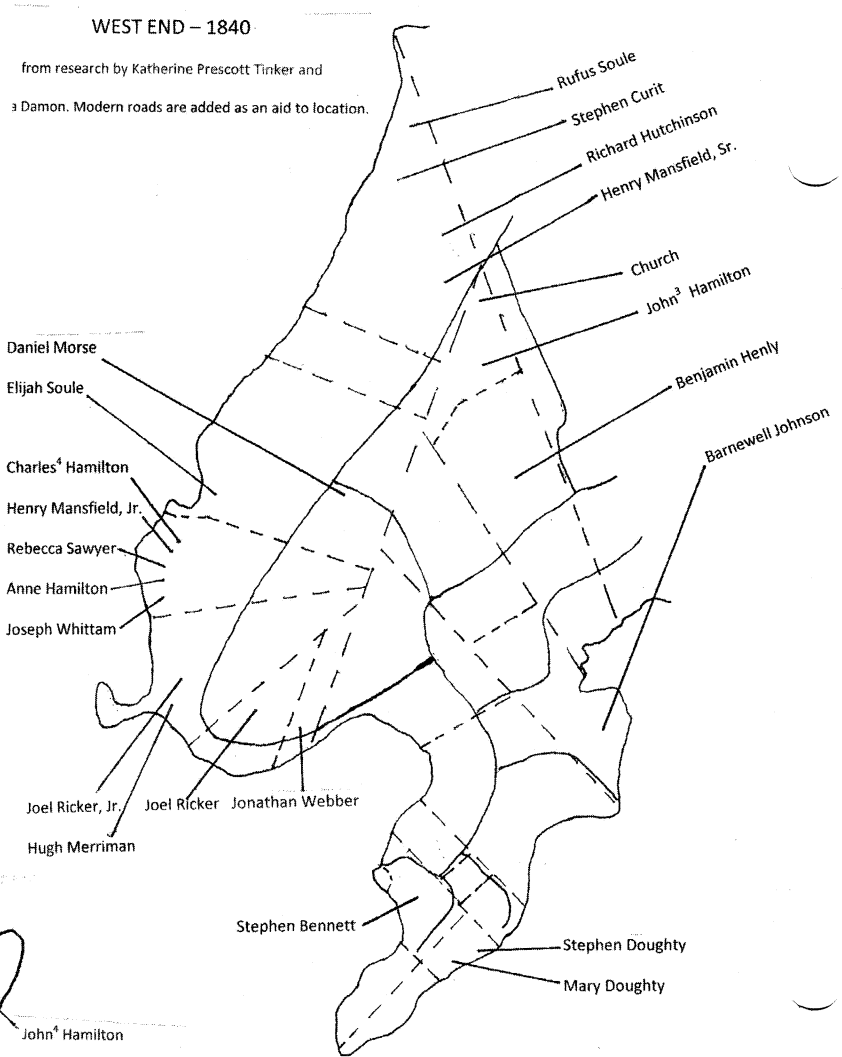 WEST END – 1840
from research by Katherine Prescott Tinker and
a Damon. Modern roads are added as an aid to location.
Rufus Soule
Stephen Curit
Richard Hutchinson
Henry Mansfield, Sr.
Church
John³ Hamilton
Benjamin Henly
Barnewell Johnson
Daniel Morse
Elijah Soule
Charles⁴ Hamilton
Henry Mansfield, Jr.
Rebecca Sawyer
Anne Hamilton
Joseph Whittam
Joel Ricker, Jr.
Joel Ricker
Jonathan Webber
Hugh Merriman
Stephen Bennett
Stephen Doughty
Mary Doughty
John⁴ Hamilton